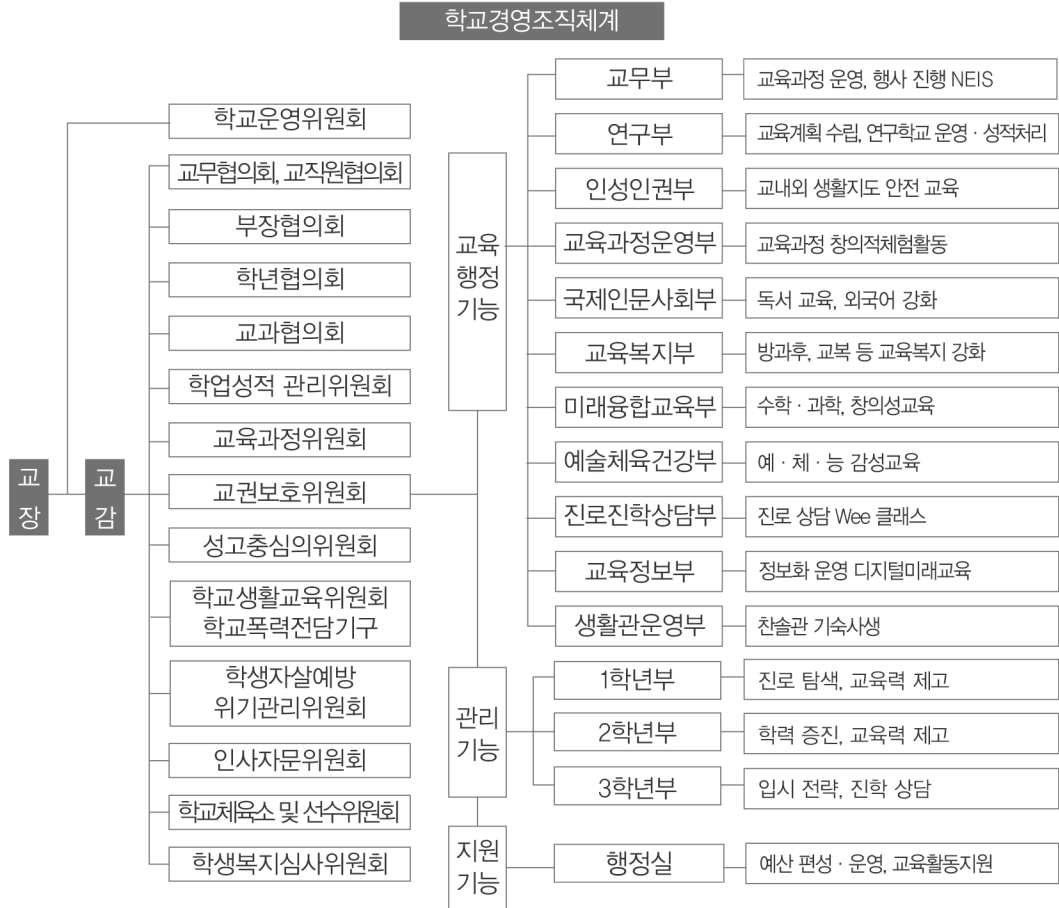 학교경영조직체계
교장
교감
학교운영위원회
교무협의회, 교직원협의회
부장협의회
학년협의회
교과협의회
학업성적 관리위원회
교육과정위원회
교권보호위원회
성고충심의위원회
학교생활교육위원회
학교폭력전담기구
학생자살예방
위기관리위원회
인사자문위원회
학교체육소 및 선수위원회
학생복지심사위원회
교육
행정
기능
교무부
교육과정 운영, 행사 진행 NEIS
연구부
교육계획 수립, 연구학교 운영 · 성적처리
인성인권부
교내외 생활지도 안전 교육
교육과정운영부
교육과정 창의적체험활동
국제인문사회부
독서 교육, 외국어 강화
교육복지부
방과후, 교복 등 교육복지 강화
미래융합교육부
수학 · 과학, 창의성교육
예술체육건강부
예 · 체 · 능 감성교육
진로진학상담부
진로 상담 Wee 클래스
교육정보부
정보화 운영 디지털미래교육
생활관운영부
찬솔관 기숙사생
관리
기능
1학년부
진로 탐색, 교육력 제고
2학년부
학력 증진, 교육력 제고
3학년부
입시 전략, 진학 상담
지원
기능
행정실
예산 편성 · 운영, 교육활동지원